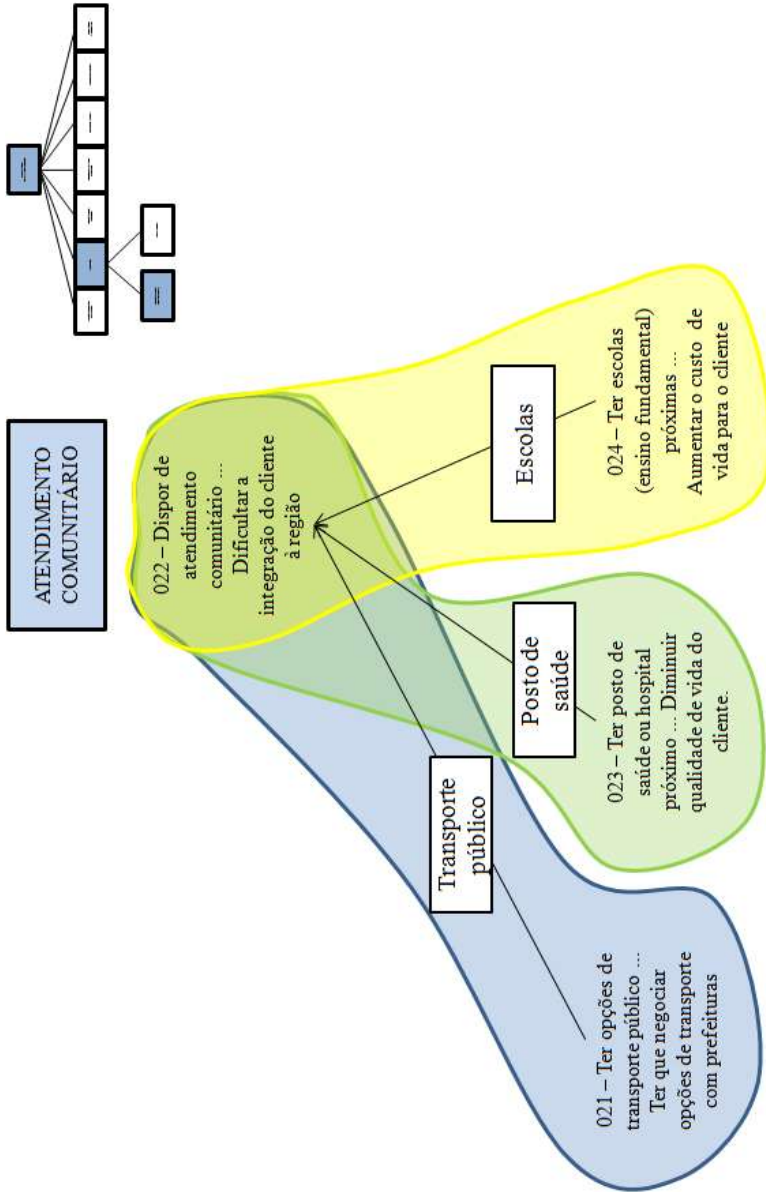 ATENDIMENTO
COMUNITÁRIO
022 – Dispor de
atendimento
comunitário ...
Dificultar a
integração do cliente
à região
Transporte
público
Posto de
saúde
Escolas
021 – Ter opções de
transporte público ...
Ter que negociar
opções de transporte
com prefeituras
023 – Ter posto de
saúde ou hospital
próximo ... Diminuir
qualidade de vida do
cliente.
024 – Ter escolas
(ensino fundamental)
próximas ...
Aumentar o custo de
vida para o cliente